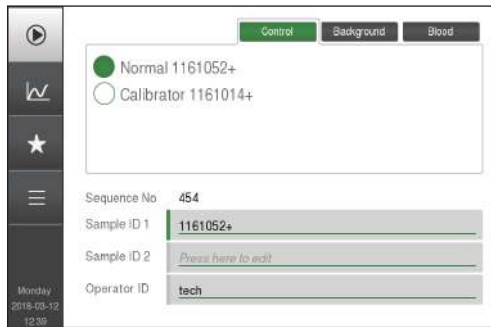 Control Background Blood
Normal 1161052+
Calibrator 1161014+
Sequence No 454
Sample ID 1 1161052+
Sample ID 2 Press here to edit
Operator ID tech
Monday
2018-03-12
12:39